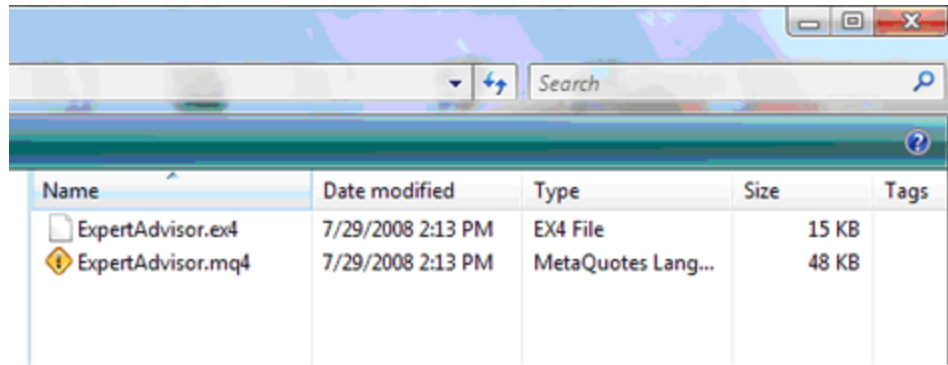 Search
Name Date modified Type Size Tags
ExpertAdvisor.ex4 7/29/2008 2:13 PM EX4 File 15 KB
ExpertAdvisor.mq4 7/29/2008 2:13 PM MetaQuotes Lang... 48 KB